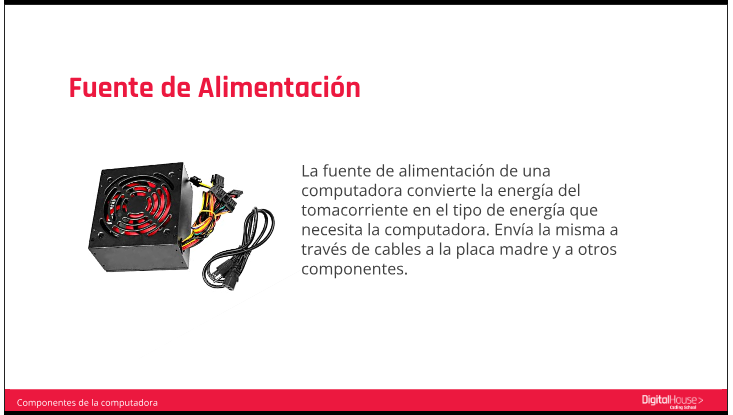 Fuente de Alimentación
La fuente de alimentación de una
computadora convierte la energía del
tomacorriente en el tipo de energía que
necesita la computadora. Envía la misma a
través de cables a la placa madre y a otros
componentes.
Componentes de la computadora
DigitalHouse>
Coding School